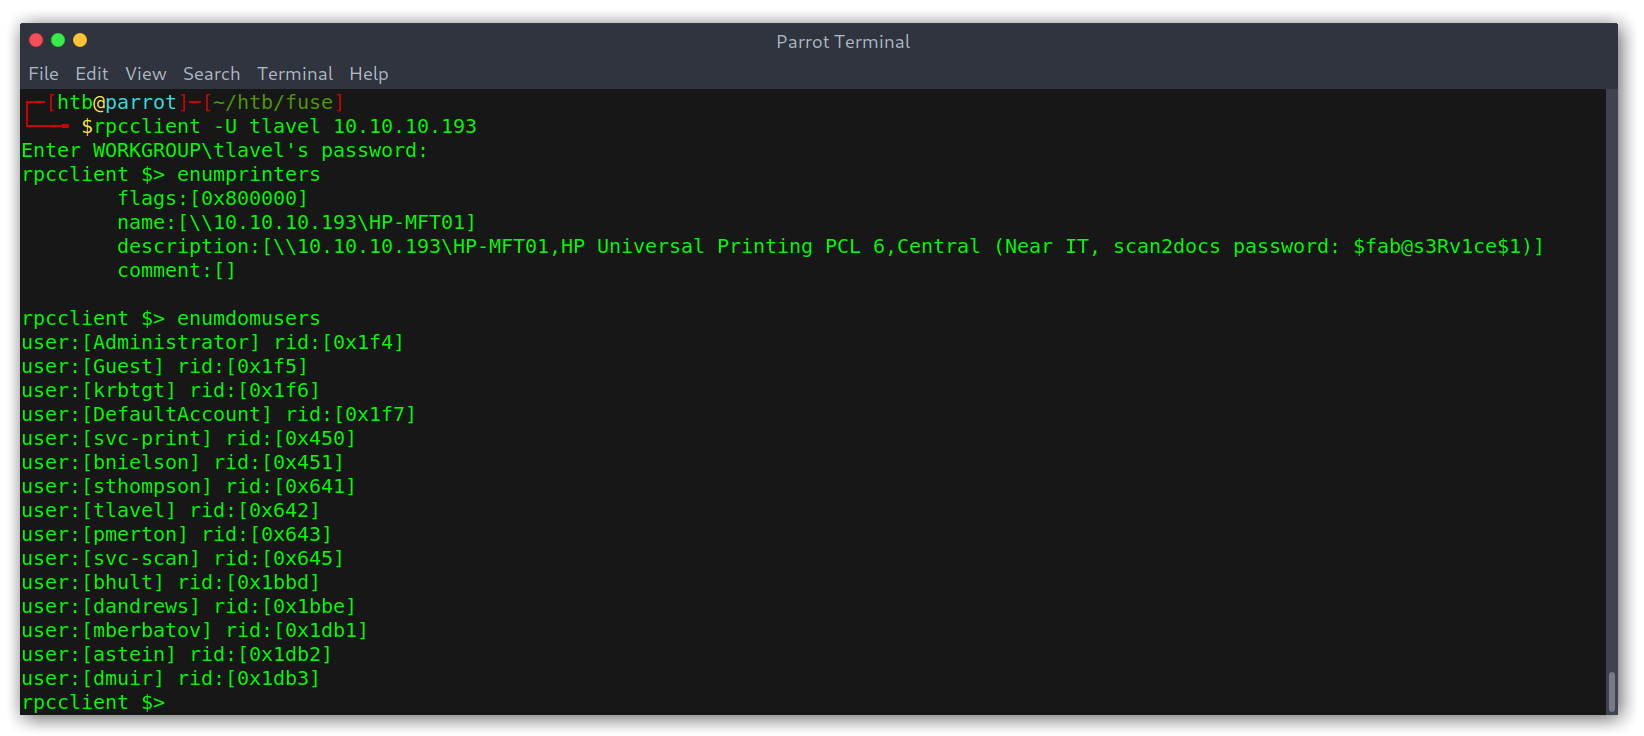 Parrot Terminal
File Edit View Search Terminal Help
┌─[htb@parrot]─[~/htb/fuse]
└──╼ $rpcclient -U tlavel 10.10.10.193
Enter WORKGROUP\tlavel's password:
rpcclient $> enumprinters
flags:[0x800000]
name:[\\10.10.10.193\HP-MFT01]
description:[\\10.10.10.193\HP-MFT01,HP Universal Printing PCL 6,Central (Near IT, scan2docs password: $fab@s3Rv1ce$1)]
comment:[]
rpcclient $> enumdomusers
user:[Administrator] rid:[0x1f4]
user:[Guest] rid:[0x1f5]
user:[krbtgt] rid:[0x1f6]
user:[DefaultAccount] rid:[0x1f7]
user:[svc-print] rid:[0x450]
user:[bnielson] rid:[0x451]
user:[sthompson] rid:[0x641]
user:[tlavel] rid:[0x642]
user:[pmerton] rid:[0x643]
user:[svc-scan] rid:[0x645]
user:[bhult] rid:[0x1bbd]
user:[dandrews] rid:[0x1bbe]
user:[mberbatov] rid:[0x1db1]
user:[astein] rid:[0x1db2]
user:[dmuir] rid:[0x1db3]
rpcclient $>